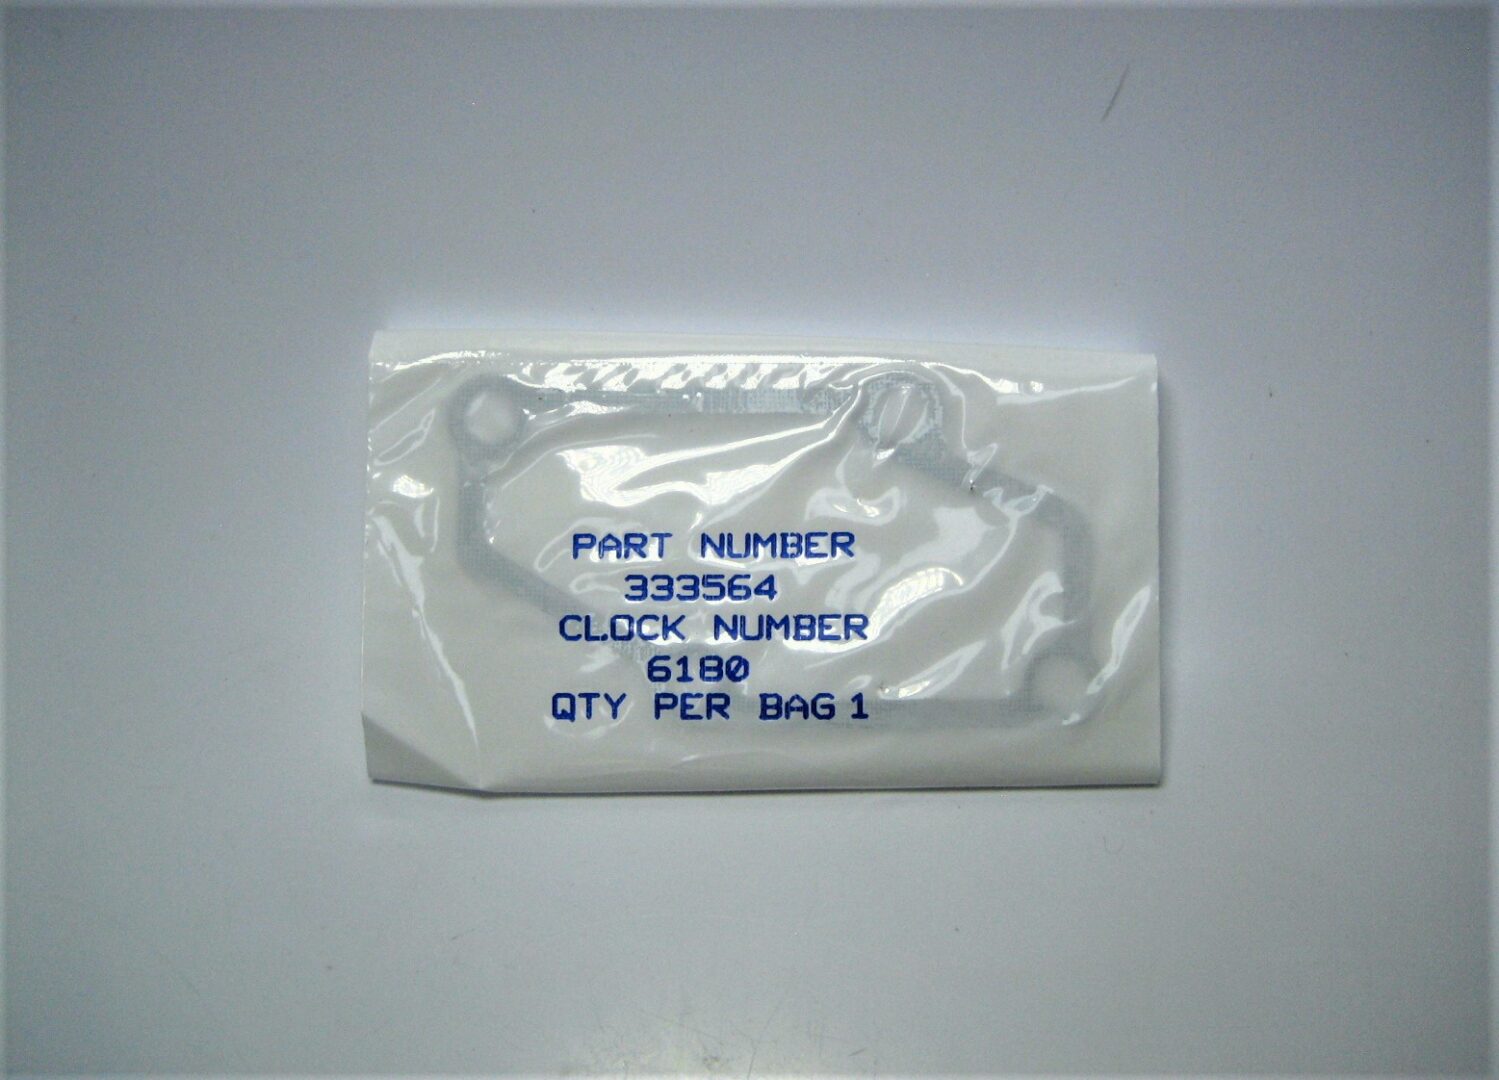 PART NUMBER
333564
CLOCK NUMBER
6180
QTY PER BAG 1